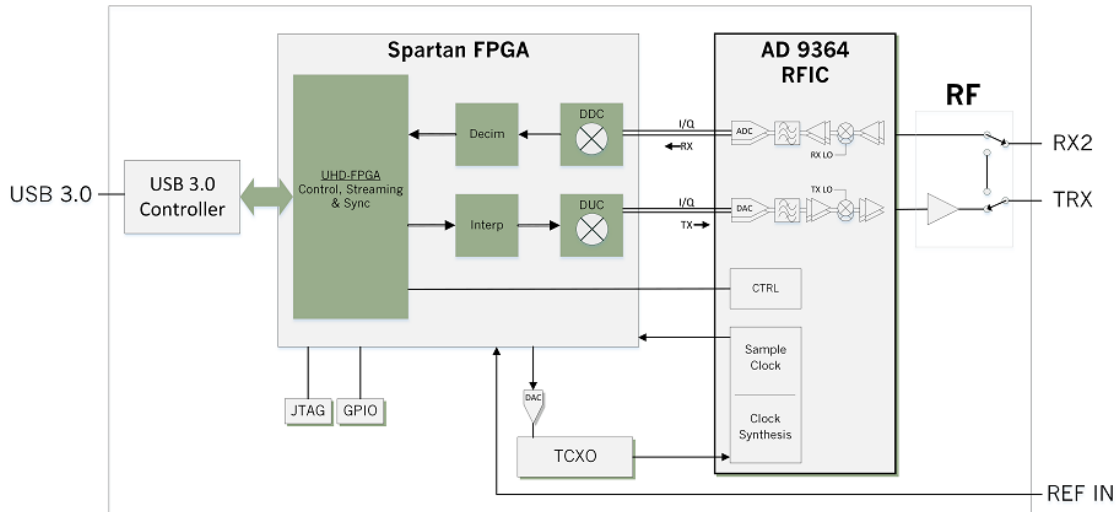 Spartan FPGA
AD 9364
RFIC
RF
DDC
Decim
I/Q
RX
ADC
RX LO
RX2
USB 3.0
USB 3.0
Controller
UHD-FPGA
Control, Streaming
& Sync
DUC
Interp
I/Q
TX
TX LO
DAC
TRX
CTRL
Sample
Clock
Clock
Synthesis
JTAG
GPIO
DAC
TCXO
REF IN